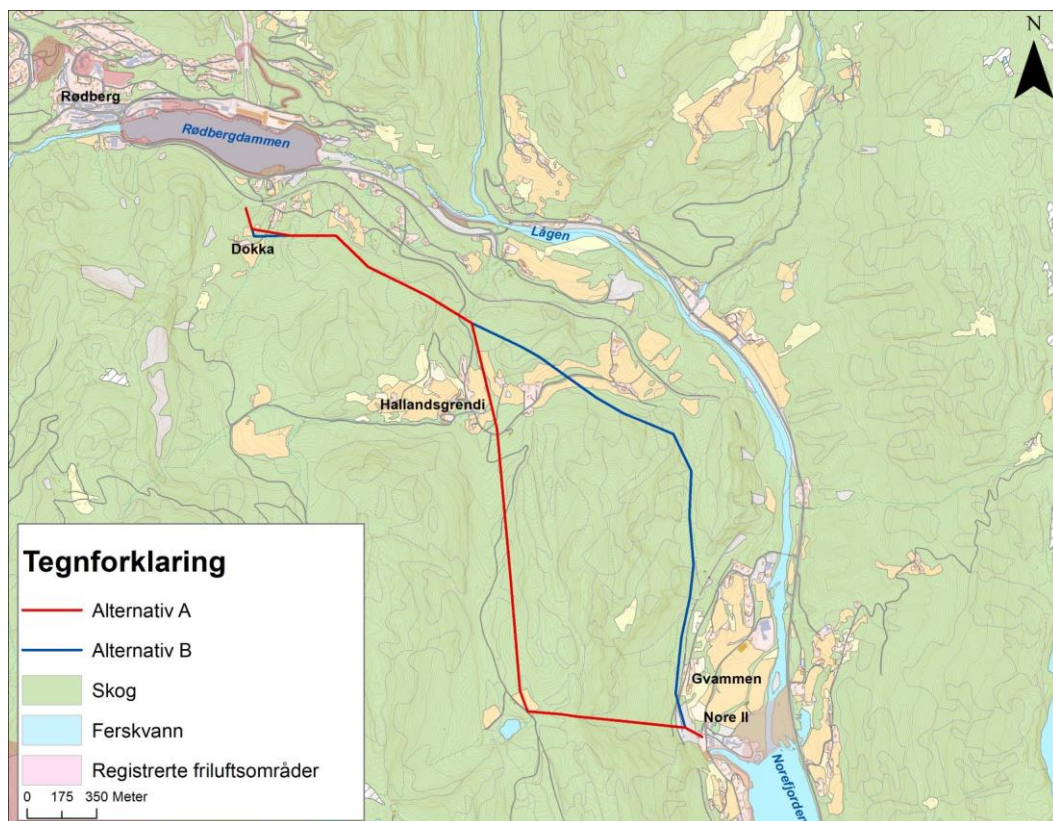 N
Rødberg
Rødbergdammen
Dokka
Lågen
Hallandsgrendi
Gvammen
Nore II
Norefjorden
Tegnforklaring
Alternativ A
Alternativ B
Skog
Ferskvann
Registrerte friluftsområder
0 175 350 Meter